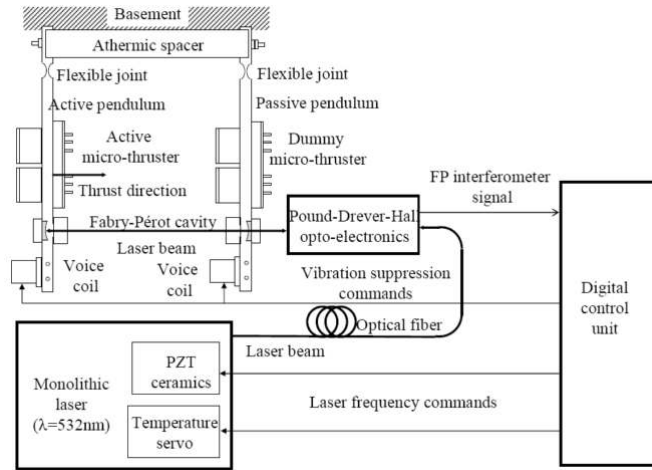 Basement
Athermic spacer
Flexible joint
Flexible joint
Active pendulum
Passive pendulum
Active
micro-thruster
Dummy
micro-thruster
Thrust direction
FP interferometer
signal
Fabry-Pérot cavity
Pound-Drever-Hall
opto-electronics
Laser beam
Voice
coil
Voice
coil
Vibration suppression
commands
Digital
control
unit
Optical fiber
Laser beam
PZT
ceramics
Monolithic
laser
(λ=532nm)
Laser frequency commands
Temperature
servo